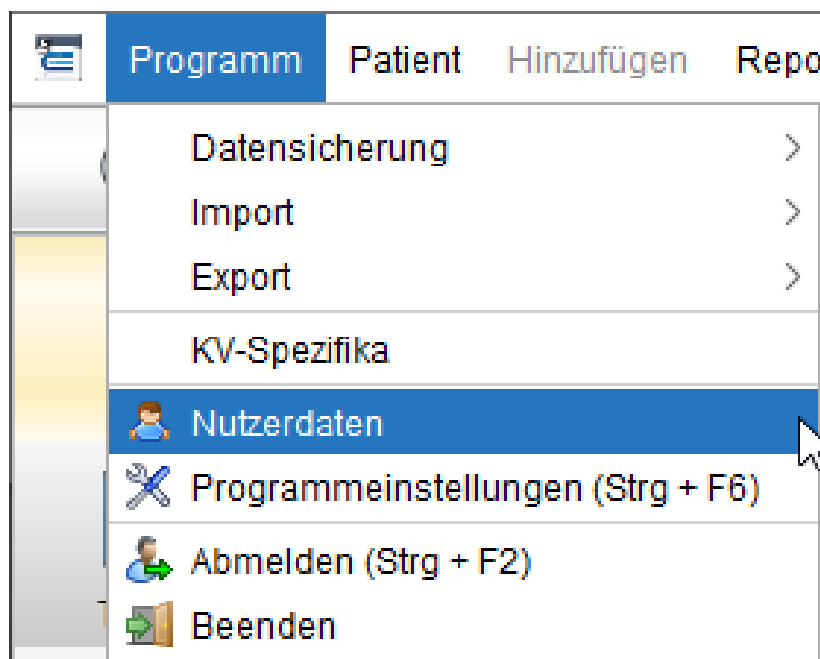 Programm Patient Hinzufügen
Datensicherung
Import
Export
KV-Spezifika
Nutzerdaten
Programmeinstellungen (Strg + F6)
Abmelden (Strg + F2)
Beenden